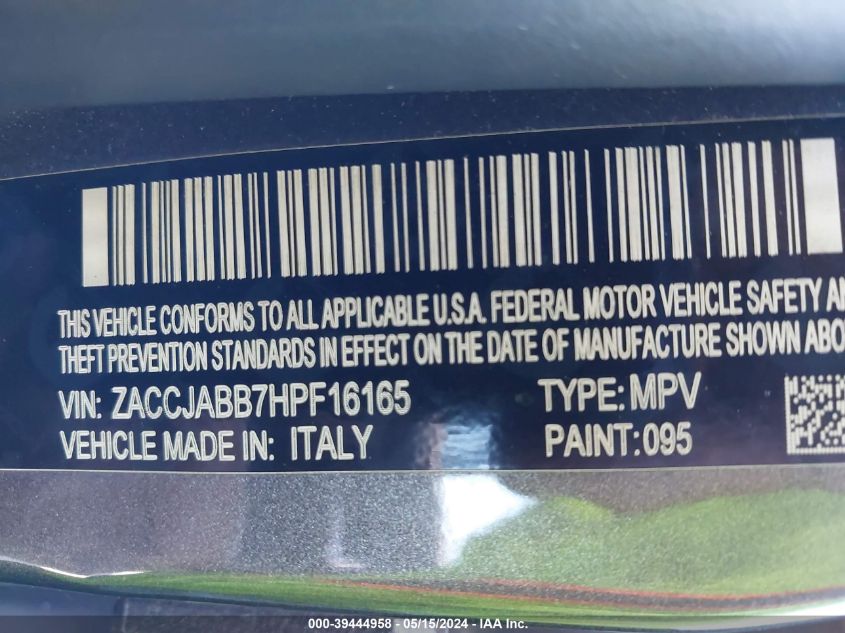 THIS VEHICLE CONFORMS TO ALL APPLICABLE U.S.A. FEDERAL MOTOR VEHICLE SAFETY AN
THEFT PREVENTION STANDARDS IN EFFECT ON THE DATE OF MANUFACTURE SHOWN ABO
VIN: ZACCJABB7HPF16165 TYPE: MPV
VEHICLE MADE IN: ITALY PAINT:095
000-39444958 - 05/15/2024 - IAA Inc.